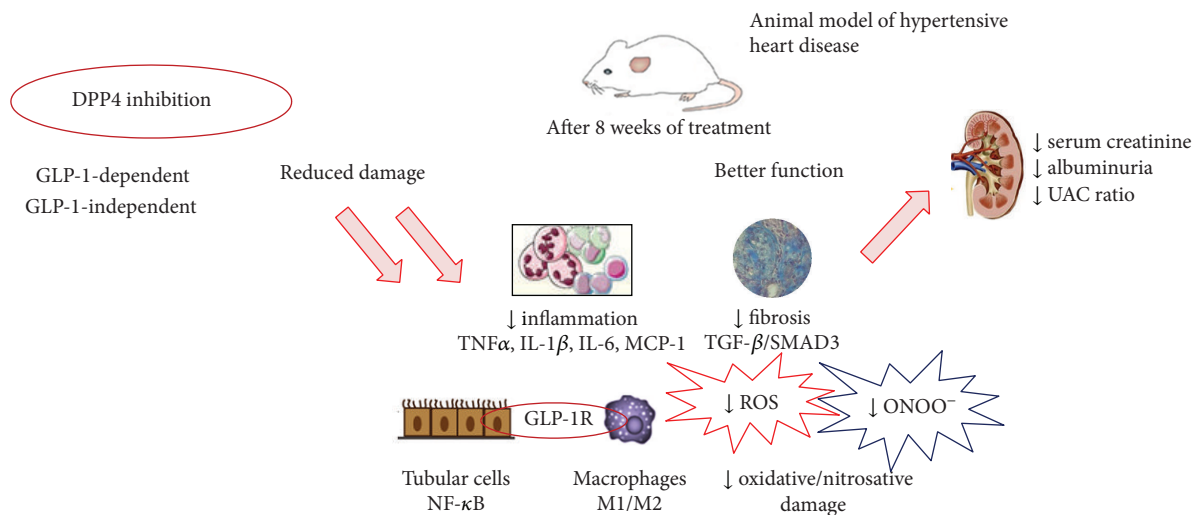 Animal model of hypertensive
heart disease
DPP4 inhibition
After 8 weeks of treatment
GLP-1-dependent
GLP-1-independent
Reduced damage
Better function
↓ serum creatinine
↓ albuminuria
↓ UAC ratio
↓ inflammation
TNFα, IL-1β, IL-6, MCP-1
↓ fibrosis
TGF-β/SMAD3
GLP-1R
↓ ROS
↓ ONOO⁻
Tubular cells
NF-κB
Macrophages
M1/M2
↓ oxidative/nitrosative
damage